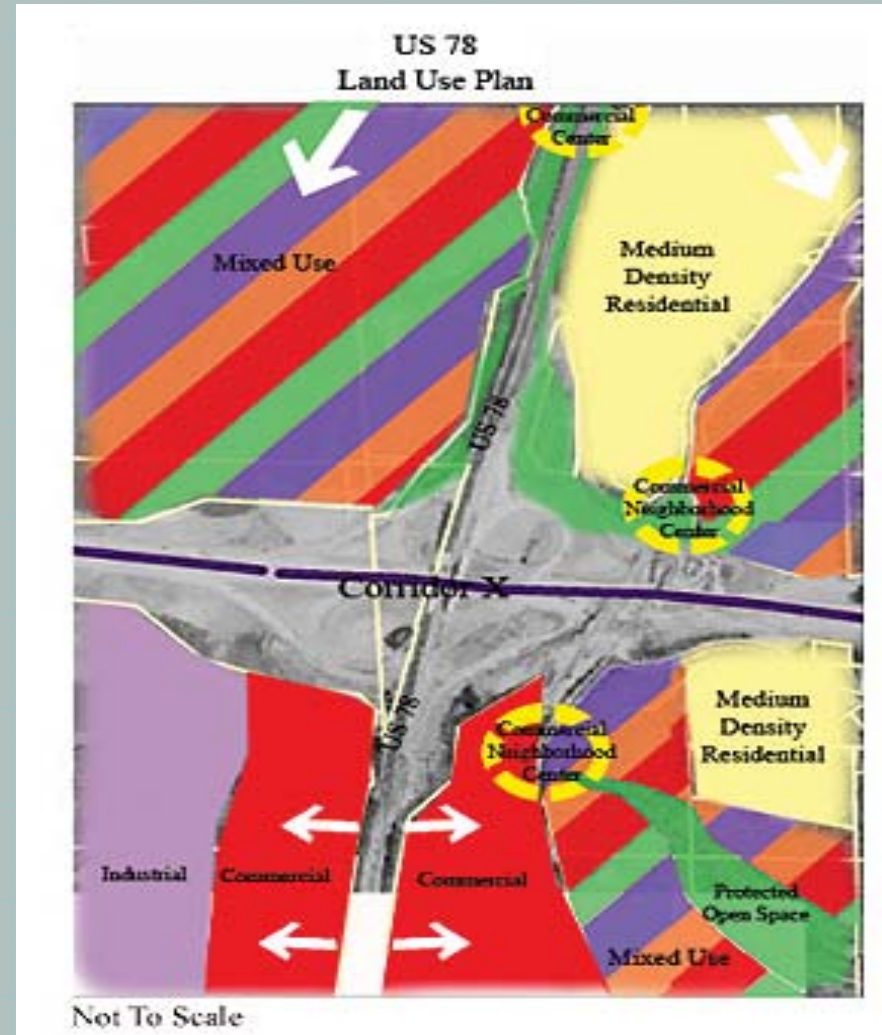 US 78
Land Use Plan
Commercial
Center
Mixed Use
Medium
Density
Residential
US 78
Commercial
Neighborhood
Center
Corridor X
US 78
Commercial
Neighborhood
Center
Medium
Density
Residential
Industrial
Commercial
Commercial
Protected
Open Space
Mixed Use
Not To Scale